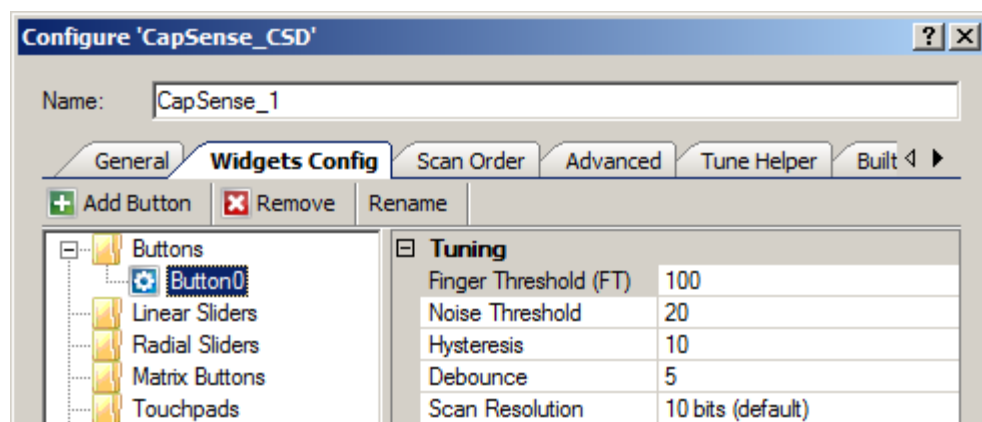 Configure 'CapSense_CSD'
Name: CapSense_1
General Widgets Config Scan Order Advanced Tune Helper Built
Add Button Remove Rename
Buttons
Button0
Linear Sliders
Radial Sliders
Matrix Buttons
Touchpads
Tuning
Finger Threshold (FT) 100
Noise Threshold 20
Hysteresis 10
Debounce 5
Scan Resolution 10 bits (default)